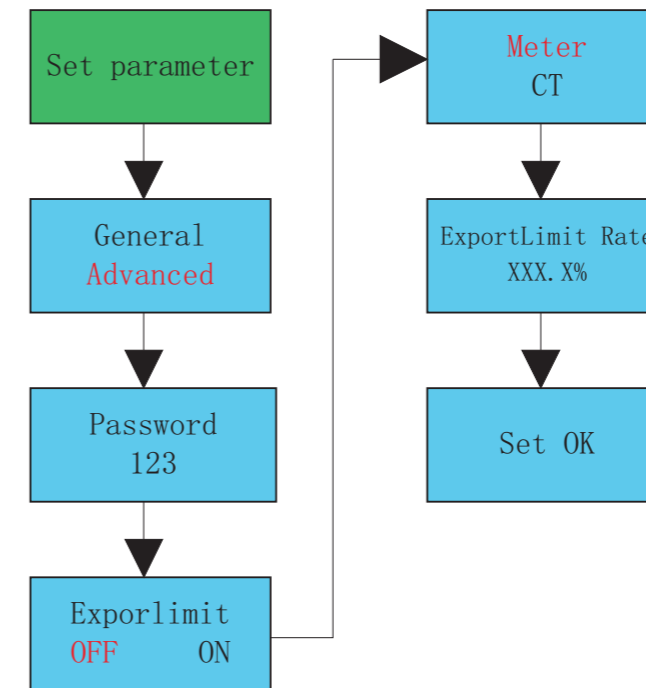 Set parameter
General
Advanced
Password
123
Exporlimit
OFF ON
Meter
CT
ExportLimit Rate
XXX.X%
Set OK